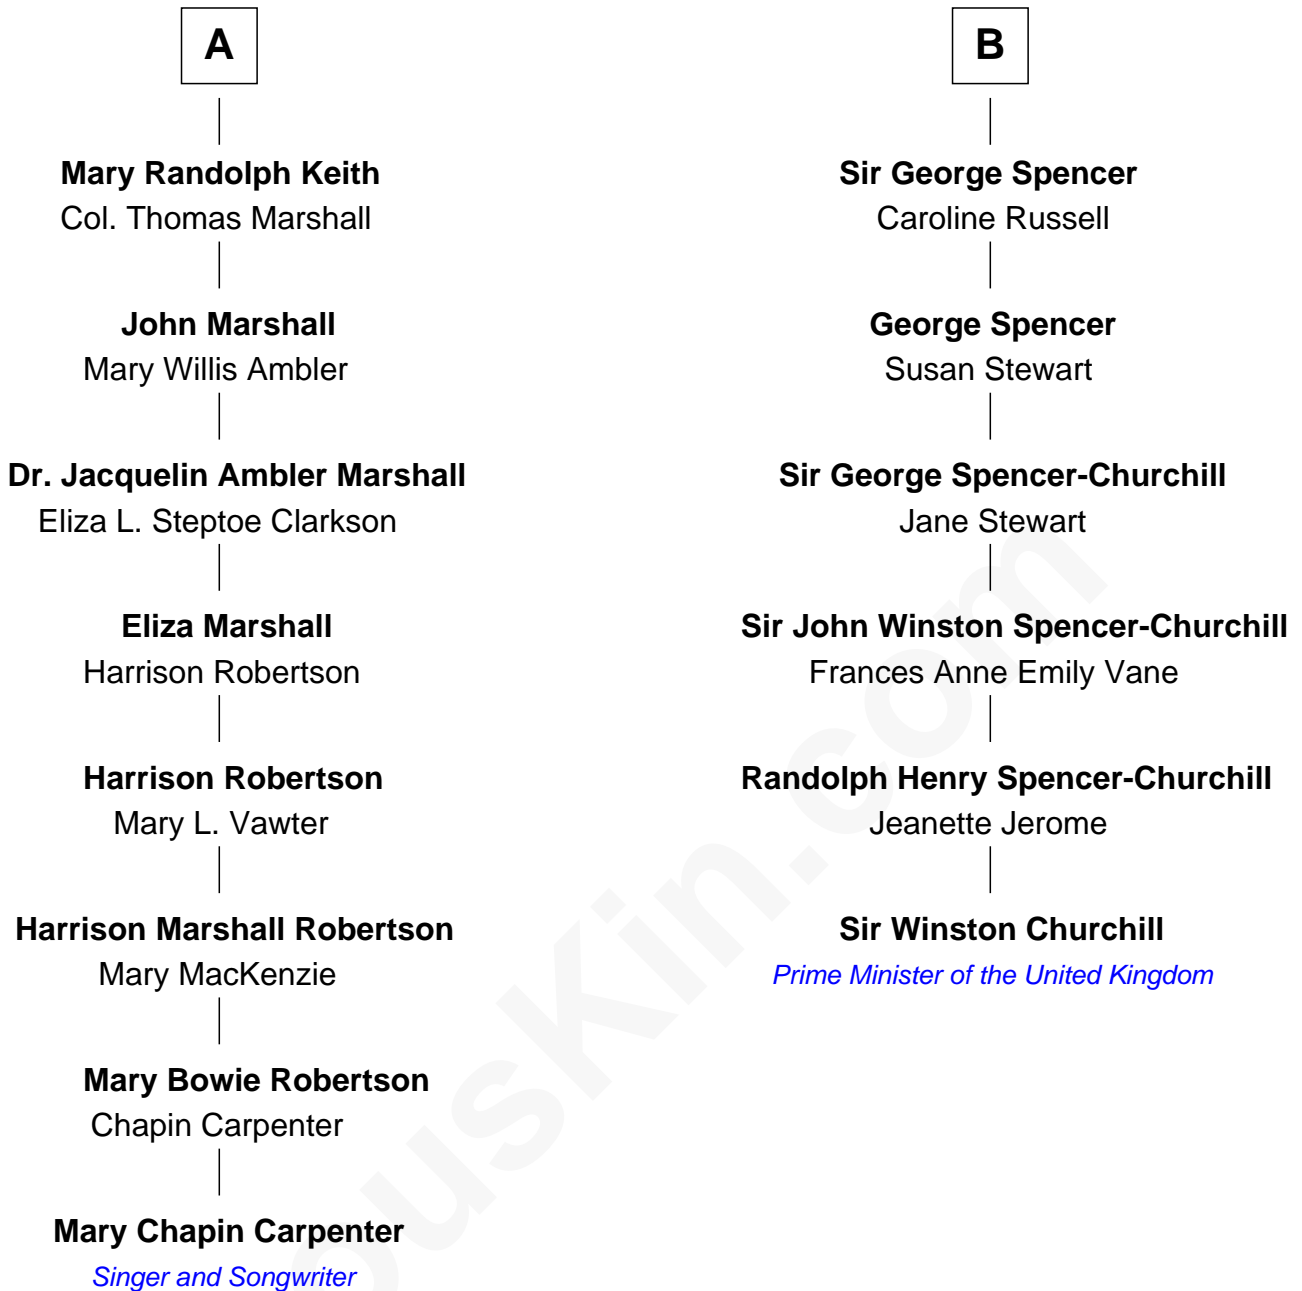 A
Mary Randolph Keith
Col. Thomas Marshall
John Marshall
Mary Willis Ambler
Dr. Jacquelin Ambler Marshall
Eliza L. Steptoe Clarkson
Eliza Marshall
Harrison Robertson
Harrison Robertson
Mary L. Vawter
Harrison Marshall Robertson
Mary MacKenzie
Mary Bowie Robertson
Chapin Carpenter
Mary Chapin Carpenter
Singer and Songwriter
B
Sir George Spencer
Caroline Russell
George Spencer
Susan Stewart
Sir George Spencer-Churchill
Jane Stewart
Sir John Winston Spencer-Churchill
Frances Anne Emily Vane
Randolph Henry Spencer-Churchill
Jeanette Jerome
Sir Winston Churchill
Prime Minister of the United Kingdom
ousKin.com